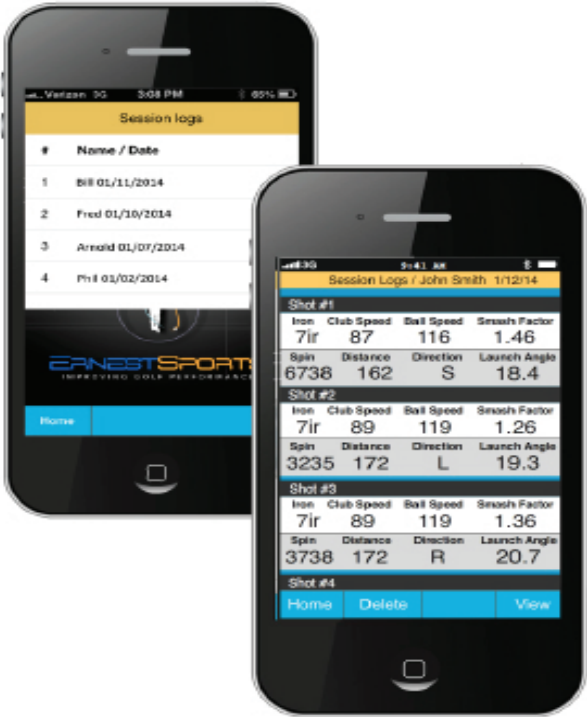 Verizon 3G 3:08 PM 65%
Session logs
# Name / Date
1 Bill 01/11/2014
2 Fred 01/10/2014
3 Arnold 01/07/2014
4 Phil 01/02/2014
ERNESTSPORTS
IMPROVING GOLF PERFORMANCE
Home
3G 9:41 AM
Session Logs / John Smith 1/12/14
Shot #1
Iron Club Speed Ball Speed Smash Factor
7ir 87 116 1.46
Spin Distance Direction Launch Angle
6738 162 S 18.4
Shot #2
Iron Club Speed Ball Speed Smash Factor
7ir 89 119 1.26
Spin Distance Direction Launch Angle
3235 172 L 19.3
Shot #3
Iron Club Speed Ball Speed Smash Factor
7ir 89 119 1.36
Spin Distance Direction Launch Angle
3738 172 R 20.7
Shot #4
Home Delete View